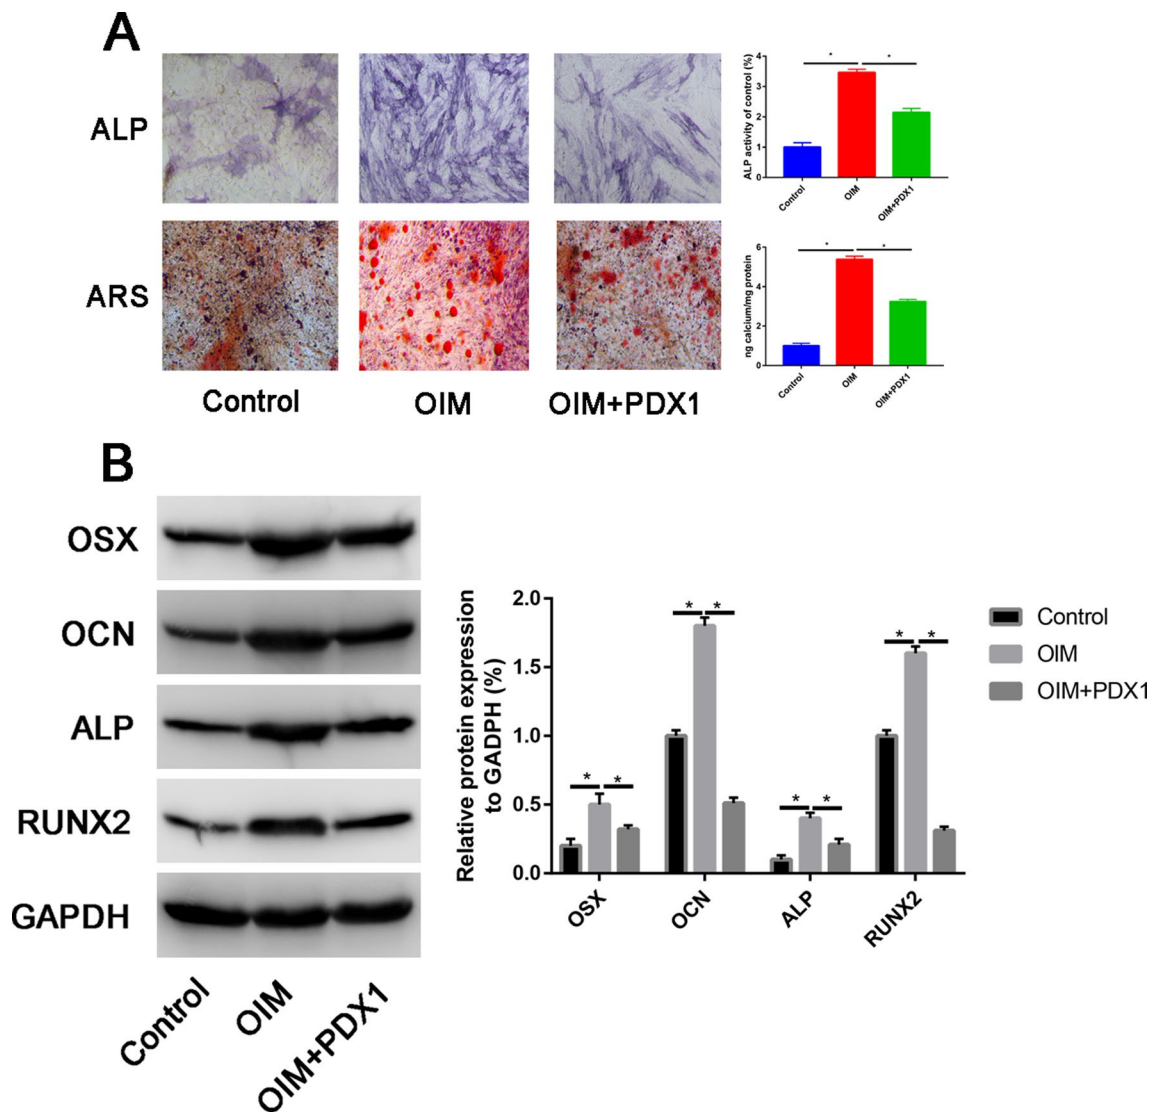 A
ALP
ARS
Control
OIM
OIM+PDX1
ALP activity of control (%)
4
3
2
1
0
*
*
Control
OIM
OIM+PDX1
ng calcium/mg protein
6
4
2
0
*
*
Control
OIM
OIM+PDX1
B
OSX
OCN
ALP
RUNX2
GAPDH
Control
OIM
OIM+PDX1
Relative protein expression
to GADPH (%)
2.0
1.5
1.0
0.5
0.0
* *
* *
* *
* *
OSX
OCN
ALP
RUNX2
Control
OIM
OIM+PDX1